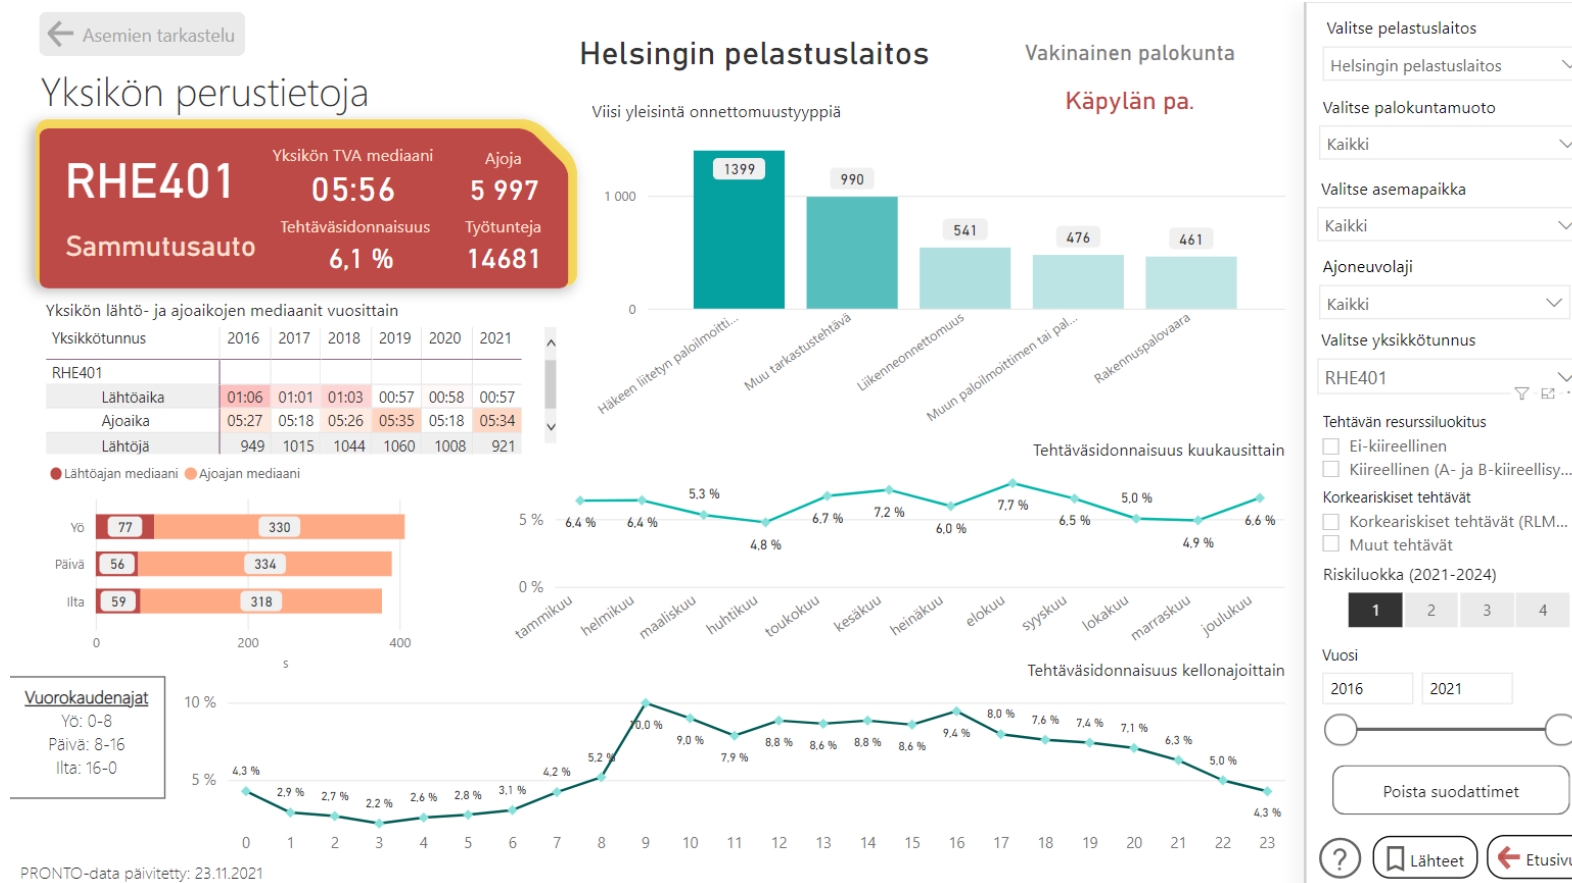 Asemien tarkastelu
Yksikön perustietoja
RHE401
Sammutusauto
Yksikön TVA mediaani
05:56
Ajoja
5 997
Tehtäväsidonnaisuus
6,1 %
Työtunteja
14681
Yksikön lähtö- ja ajoaikojen mediaanit vuosittain
Yksikkötunnus 2016 2017 2018 2019 2020 2021
RHE401
Lähtöaika 01:06 01:01 01:03 00:57 00:58 00:57
Ajoaika 05:27 05:18 05:26 05:35 05:18 05:34
Lähtöjä 949 1015 1044 1060 1008 921
Lähtöajan mediaani Ajoajan mediaani
Yö 77 330
Päivä 56 334
Ilta 59 318
0 200 400
s
Helsingin pelastuslaitos
Vakinainen palokunta
Käpylän pa.
Viisi yleisintä onnettomuustyyppiä
1 000
0
1399
990
541
476
461
Häkeen liitetyn paloilmoitti...
Muu tarkastustehtävä
Liikenneonnettomuus
Muun paloilmoittimen tai pal...
Rakennuspalovaara
Tehtäväsidonnaisuus kuukausittain
5 %
0 %
6,4 % 6,4 % 5,3 % 4,8 % 6,7 % 7,2 % 6,0 % 7,7 % 6,5 % 5,0 % 4,9 % 6,6 %
tammikuu helmikuu maaliskuu huhtikuu toukokuu kesäkuu heinäkuu elokuu syyskuu lokakuu marraskuu joulukuu
Vuorokaudenajat
Yö: 0-8
Päivä: 8-16
Ilta: 16-0
Tehtäväsidonnaisuus kellonajoittain
10 %
5 %
4,3 % 2,9 % 2,7 % 2,2 % 2,6 % 2,8 % 3,1 % 4,2 % 5,2 % 10,0 % 9,0 % 7,9 % 8,8 % 8,6 % 8,8 % 8,6 % 9,4 % 8,0 % 7,6 % 7,4 % 7,1 % 6,3 % 5,0 % 4,3 %
0 1 2 3 4 5 6 7 8 9 10 11 12 13 14 15 16 17 18 19 20 21 22 23
PRONTO-data päivitetty: 23.11.2021
Valitse pelastuslaitos
Helsingin pelastuslaitos
Valitse palokuntamuoto
Kaikki
Valitse asemapaikka
Kaikki
Ajoneuvolaji
Kaikki
Valitse yksikkötunnus
RHE401
Tehtävän resurssiluokitus
Ei-kiireellinen
Kiireellinen (A- ja B-kiireellisy...
Korkeariskiset tehtävät
Korkeariskiset tehtävät (RLM...
Muut tehtävät
Riskiluokka (2021-2024)
1 2 3 4
Vuosi
2016 2021
Poista suodattimet
? Lähteet Etusivu